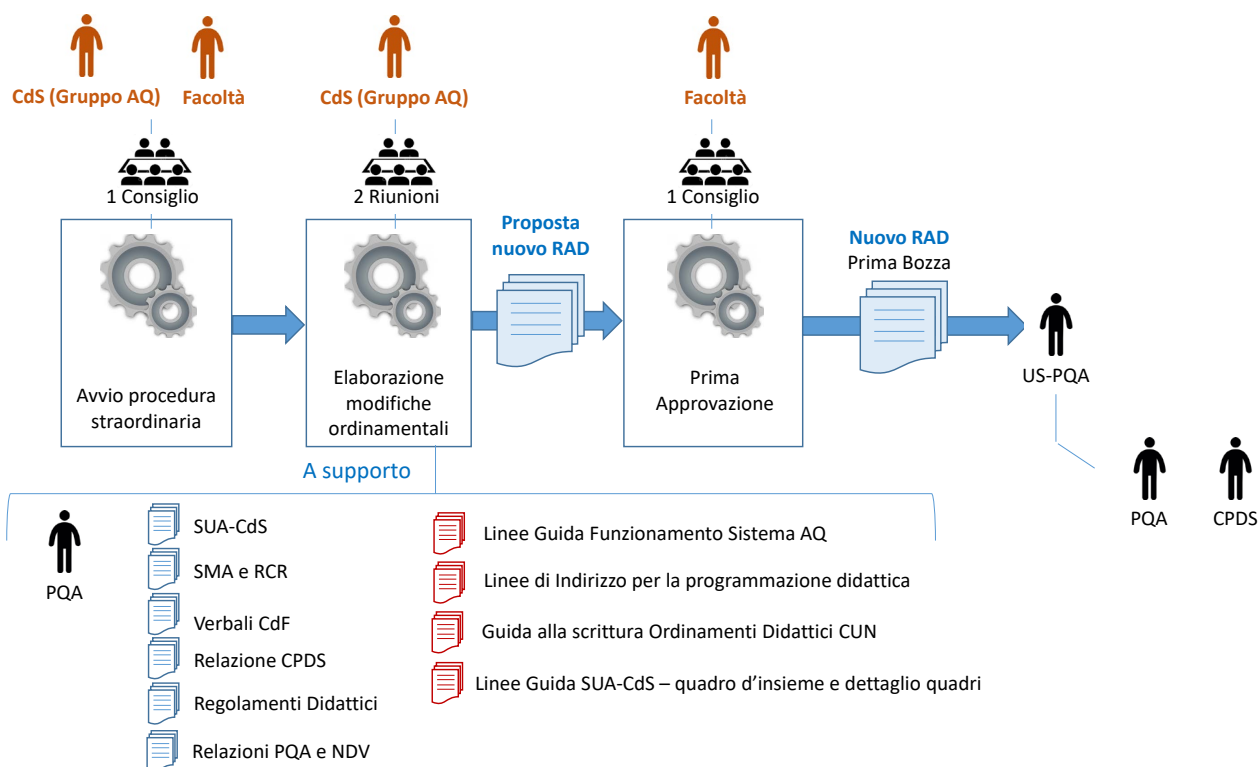 CdS (Gruppo AQ)
Facoltà
CdS (Gruppo AQ)
Facoltà
1 Consiglio
2 Riunioni
1 Consiglio
Proposta
nuovo RAD
Nuovo RAD
Prima Bozza
Avvio procedura
straordinaria
Elaborazione
modifiche
ordinamentali
Prima
Approvazione
US-PQA
A supporto
PQA
CPDS
PQA
SUA-CdS
SMA e RCR
Verbali CdF
Relazione CPDS
Regolamenti Didattici
Relazioni PQA e NDV
Linee Guida Funzionamento Sistema AQ
Linee di Indirizzo per la programmazione didattica
Guida alla scrittura Ordinamenti Didattici CUN
Linee Guida SUA-CdS – quadro d’insieme e dettaglio quadri